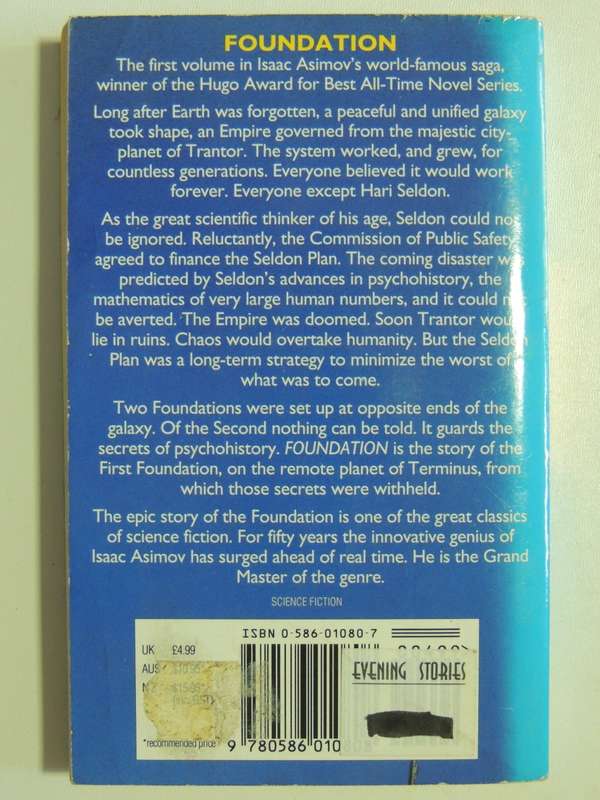 FOUNDATION
The first volume in Isaac Asimov's world-famous saga,
winner of the Hugo Award for Best All-Time Novel Series.
Long after Earth was forgotten, a peaceful and unified galaxy
took shape, an Empire governed from the majestic city-
planet of Trantor. The system worked, and grew, for
countless generations. Everyone believed it would work
forever. Everyone except Hari Seldon.
As the great scientific thinker of his age, Seldon could not
be ignored. Reluctantly, the Commission of Public Safety
agreed to finance the Seldon Plan. The coming disaster w
predicted by Seldon's advances in psychohistory, the
mathematics of very large human numbers, and it could n
be averted. The Empire was doomed. Soon Trantor would
lie in ruins. Chaos would overtake humanity. But the Seldon
Plan was a long-term strategy to minimize the worst of
what was to come.
Two Foundations were set up at opposite ends of the
galaxy. Of the Second nothing can be told. It guards the
secrets of psychohistory. FOUNDATION is the story of the
First Foundation, on the remote planet of Terminus, from
which those secrets were withheld.
The epic story of the Foundation is one of the great classics
of science fiction. For fifty years the innovative genius of
Isaac Asimov has surged ahead of real time. He is the Grand
Master of the genre.
SCIENCE FICTION
ISBN 0-586-01080-7
UK £4.99
AUS $10.95
*recommended price
9 780586 010
EVENING STORIES